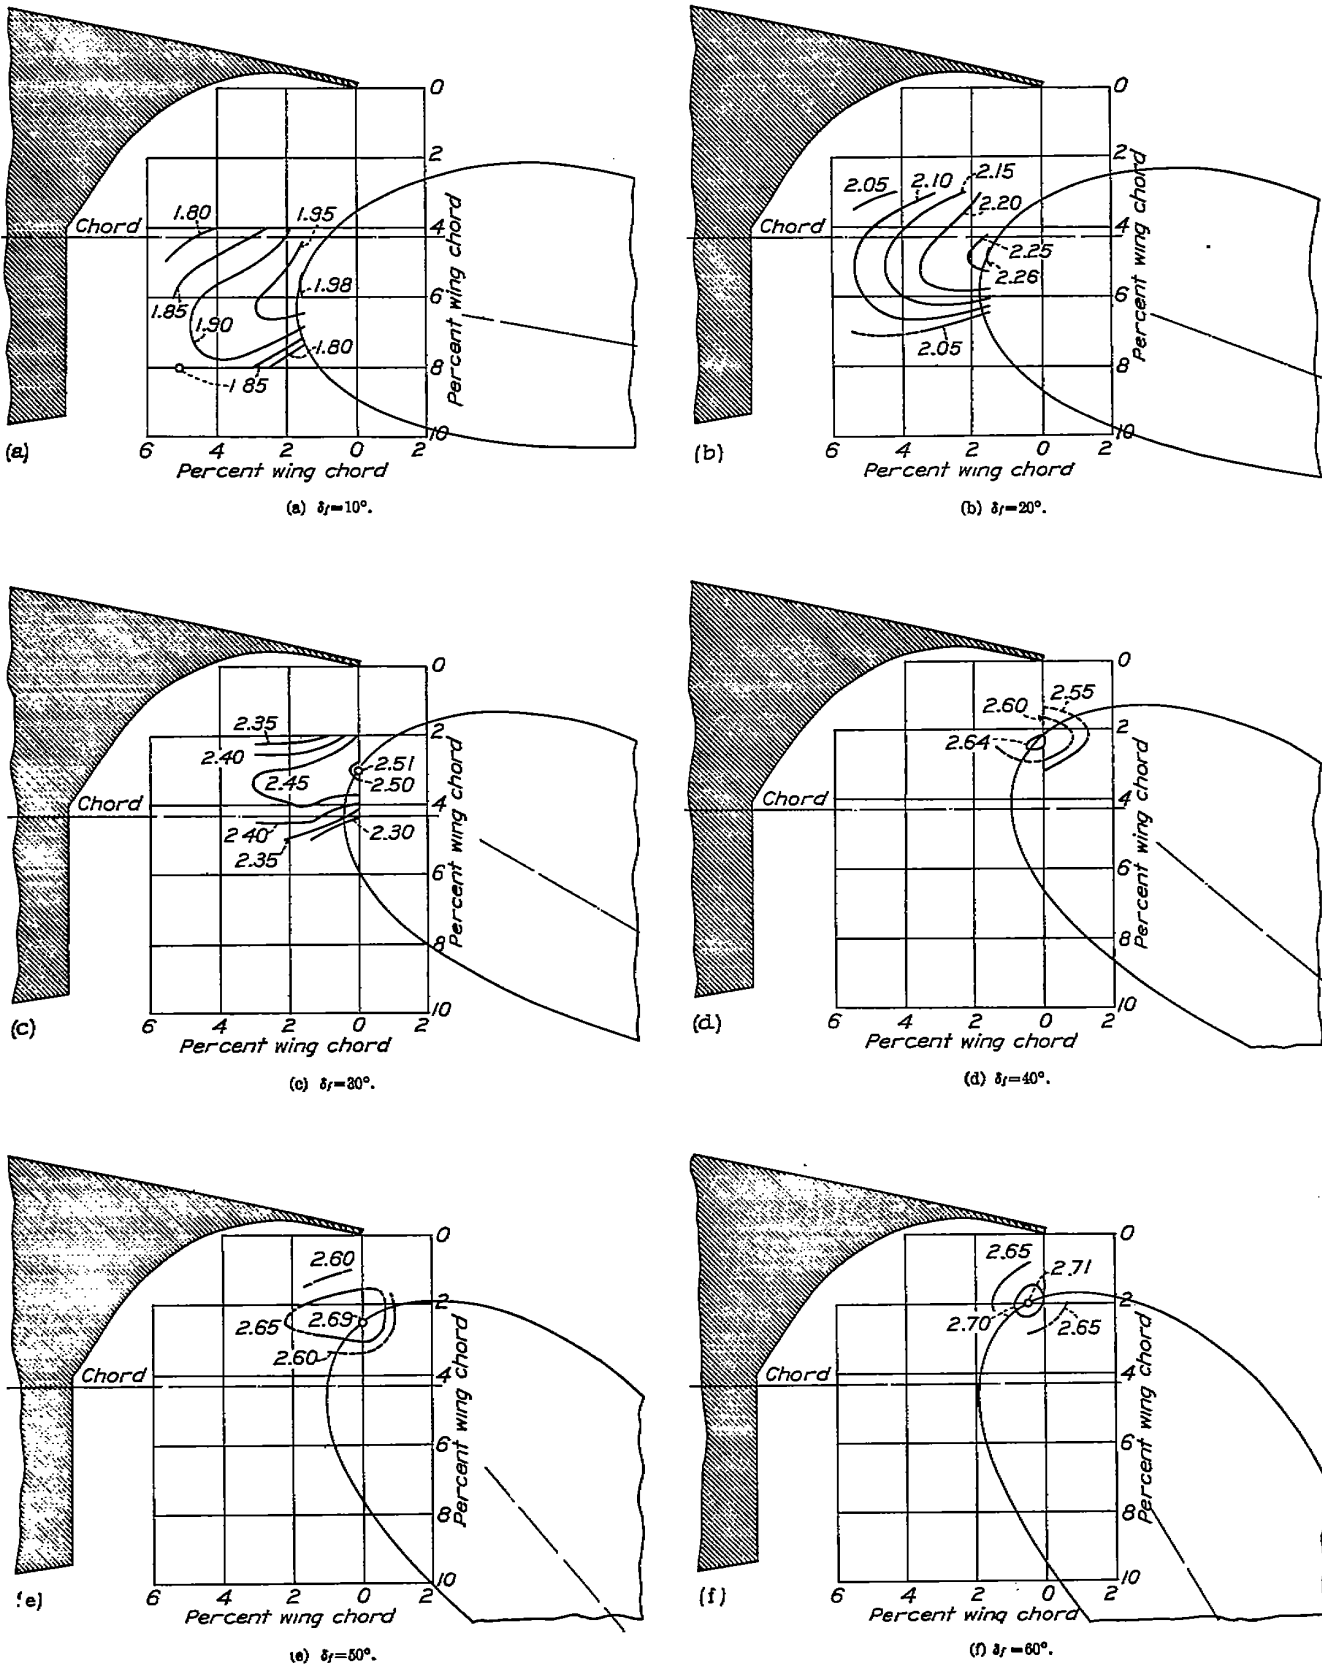 0
2
Chord
4
1.80
1.95
1.98
6
1.85
1.90
1.80
8
1.85
10
Percent wing chord
(a)
6 4 2 0 2
Percent wing chord
(a) δf=10°.
0
2
2.05
2.10
2.15
2.20
4
2.25
2.26
6
2.05
8
10
Percent wing chord
(b)
6 4 2 0 2
Percent wing chord
(b) δf=20°.
0
2
2.35
2.40
2.45
2.51
2.50
Chord
4
2.40
2.30
2.35
6
8
10
Percent wing chord
(c)
6 4 2 0 2
Percent wing chord
(c) δf=30°.
0
2.55
2.60
2
2.64
Chord
4
6
8
10
Percent wing chord
(d)
6 4 2 0 2
Percent wing chord
(d) δf=40°.
0
2.60
2
2.65
2.69
2.60
Chord
4
6
8
10
Percent wing chord
(e)
6 4 2 0 2
Percent wing chord
(e) δf=50°.
0
2.65
2.71
2
2.70
2.65
Chord
4
6
8
10
Percent wing chord
(f)
6 4 2 0 2
Percent wing chord
(f) δf=60°.